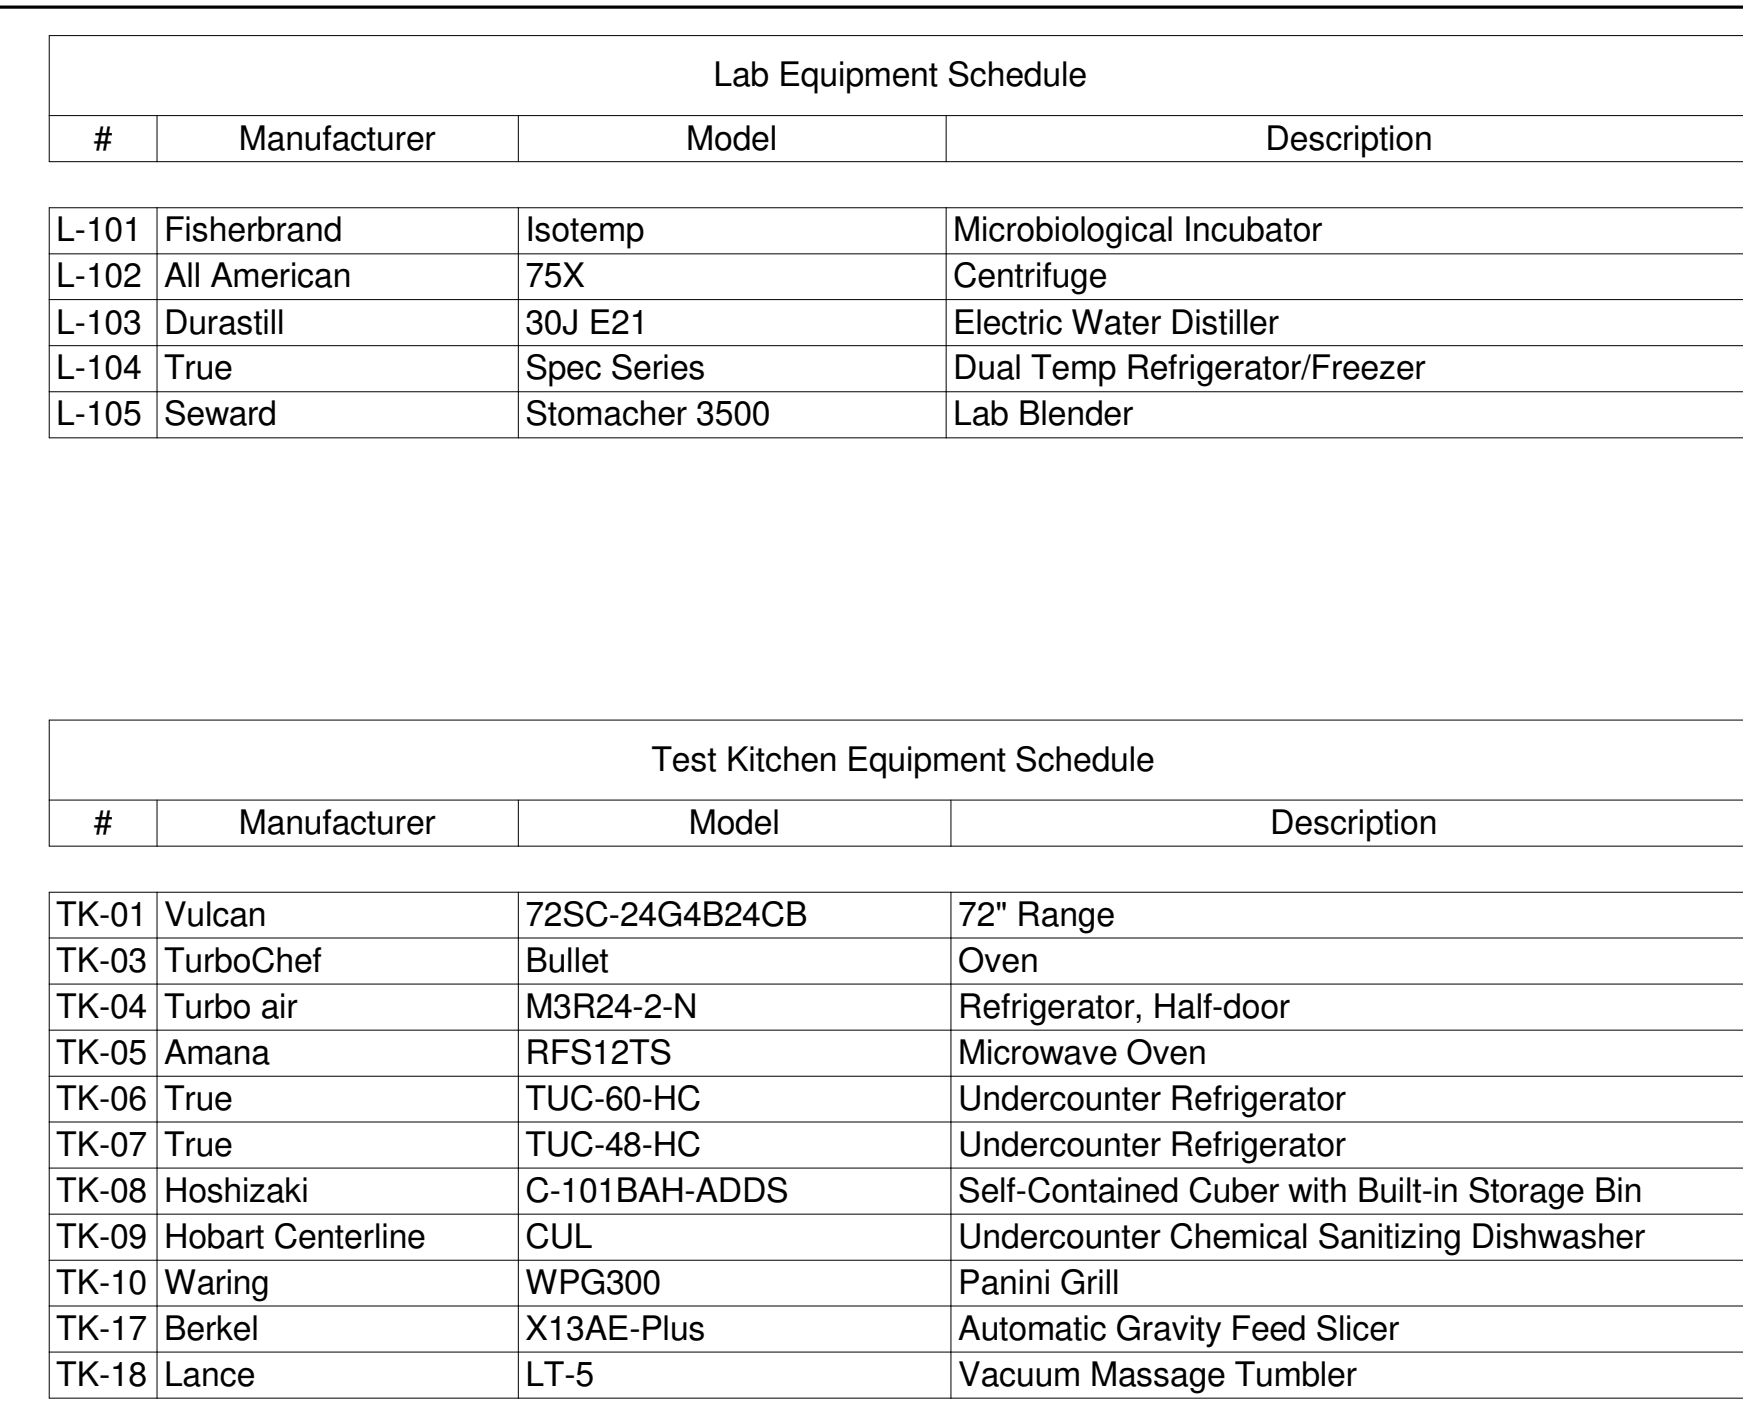 Lab Equipment Schedule
# Manufacturer Model Description
L-101 Fisherbrand Isotemp Microbiological Incubator
L-102 All American 75X Centrifuge
L-103 Durastill 30J E21 Electric Water Distiller
L-104 True Spec Series Dual Temp Refrigerator/Freezer
L-105 Seward Stomacher 3500 Lab Blender
Test Kitchen Equipment Schedule
# Manufacturer Model Description
TK-01 Vulcan 72SC-24G4B24CB 72" Range
TK-03 TurboChef Bullet Oven
TK-04 Turbo air M3R24-2-N Refrigerator, Half-door
TK-05 Amana RFS12TS Microwave Oven
TK-06 True TUC-60-HC Undercounter Refrigerator
TK-07 True TUC-48-HC Undercounter Refrigerator
TK-08 Hoshizaki C-101BAH-ADDS Self-Contained Cuber with Built-in Storage Bin
TK-09 Hobart Centerline CUL Undercounter Chemical Sanitizing Dishwasher
TK-10 Waring WPG300 Panini Grill
TK-17 Berkel X13AE-Plus Automatic Gravity Feed Slicer
TK-18 Lance LT-5 Vacuum Massage Tumbler